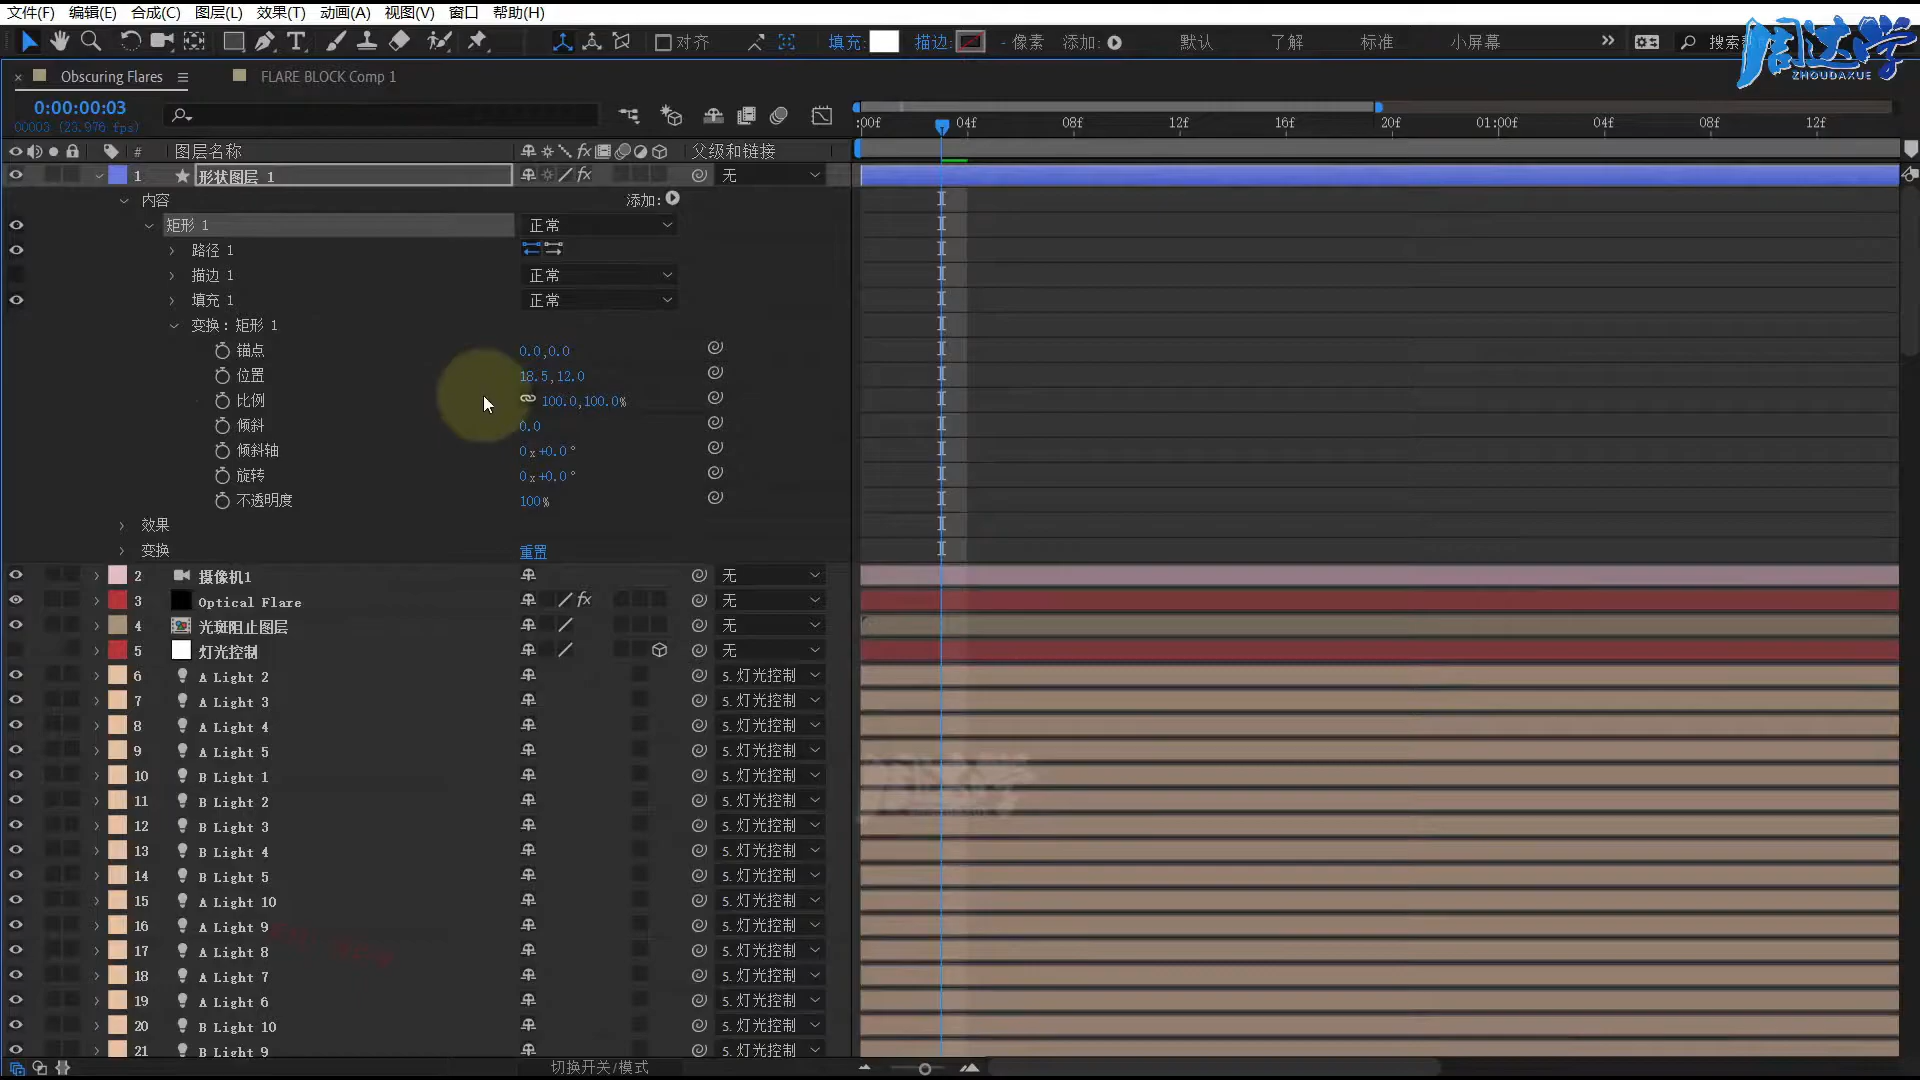 文件(F) 编辑(E) 合成(C) 图层(L) 效果(T) 动画(A) 视图(V) 窗口 帮助(H)
对齐 填充: 描边: - 像素 添加: 默认 了解 标准 小屏幕 搜索
周达学
ZHOUDAXUE
Obscuring Flares FLARE BLOCK Comp 1
0:00:00:03
00003 (23.976 fps)
:00f 04f 08f 12f 16f 20f 01:00f 04f 08f 12f
# 图层名称 父级和链接
1 形状图层 1 无
内容 添加:
矩形 1 正常
路径 1
描边 1 正常
填充 1 正常
变换: 矩形 1
锚点 0.0,0.0
位置 18.5,12.0
比例 100.0,100.0%
倾斜 0.0
倾斜轴 0x+0.0°
旋转 0x+0.0°
不透明度 100%
效果
变换 重置
2 摄像机1 无
3 Optical Flare 无
4 光斑阻止图层 无
5 灯光控制 无
6 A Light 2 5. 灯光控制
7 A Light 3 5. 灯光控制
8 A Light 4 5. 灯光控制
9 A Light 5 5. 灯光控制
10 B Light 1 5. 灯光控制
11 B Light 2 5. 灯光控制
12 B Light 3 5. 灯光控制
13 B Light 4 5. 灯光控制
14 B Light 5 5. 灯光控制
15 A Light 10 5. 灯光控制
16 A Light 9 5. 灯光控制
17 A Light 8 5. 灯光控制
18 A Light 7 5. 灯光控制
19 A Light 6 5. 灯光控制
20 B Light 10 5. 灯光控制
21 B Light 9 5. 灯光控制
切换开关/模式